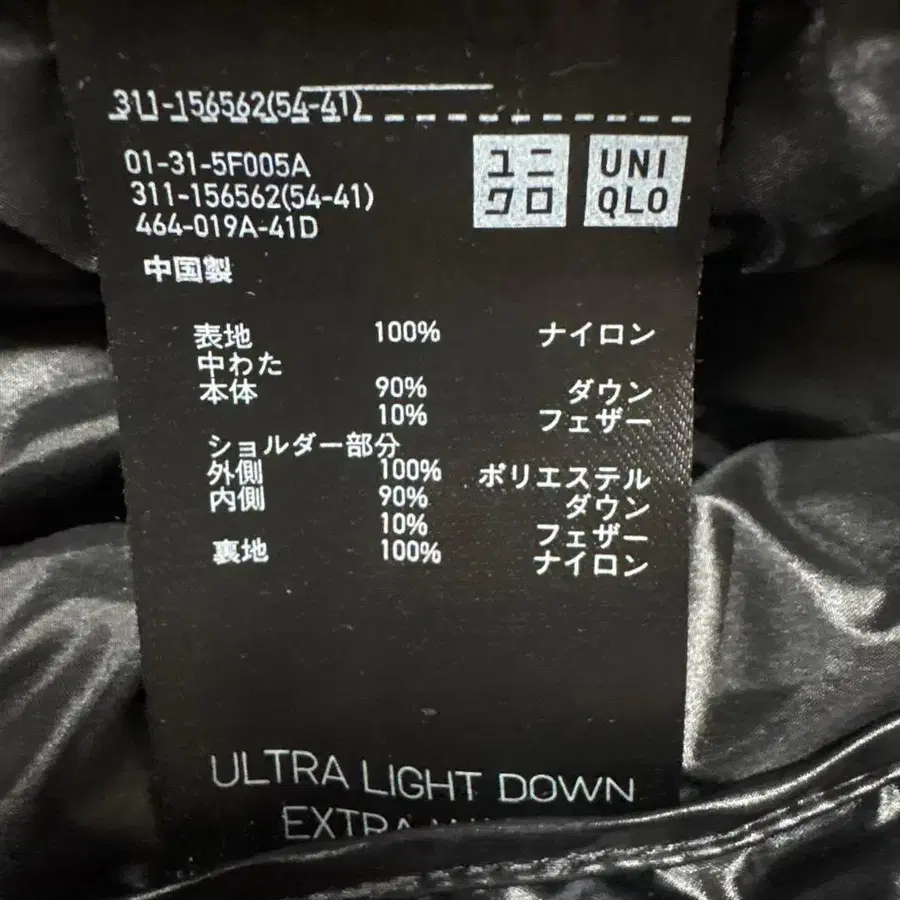 311-156562(54-41)
01-31-5F005A
311-156562(54-41)
464-019A-41D
ユニ
クロ
UNI
QLO
中国製
表地 100% ナイロン
中わた
本体 90% ダウン
10% フェザー
ショルダー部分
外側 100% ポリエステル
内側 90% ダウン
10% フェザー
裏地 100% ナイロン
ULTRA LIGHT DOWN
EXTRA